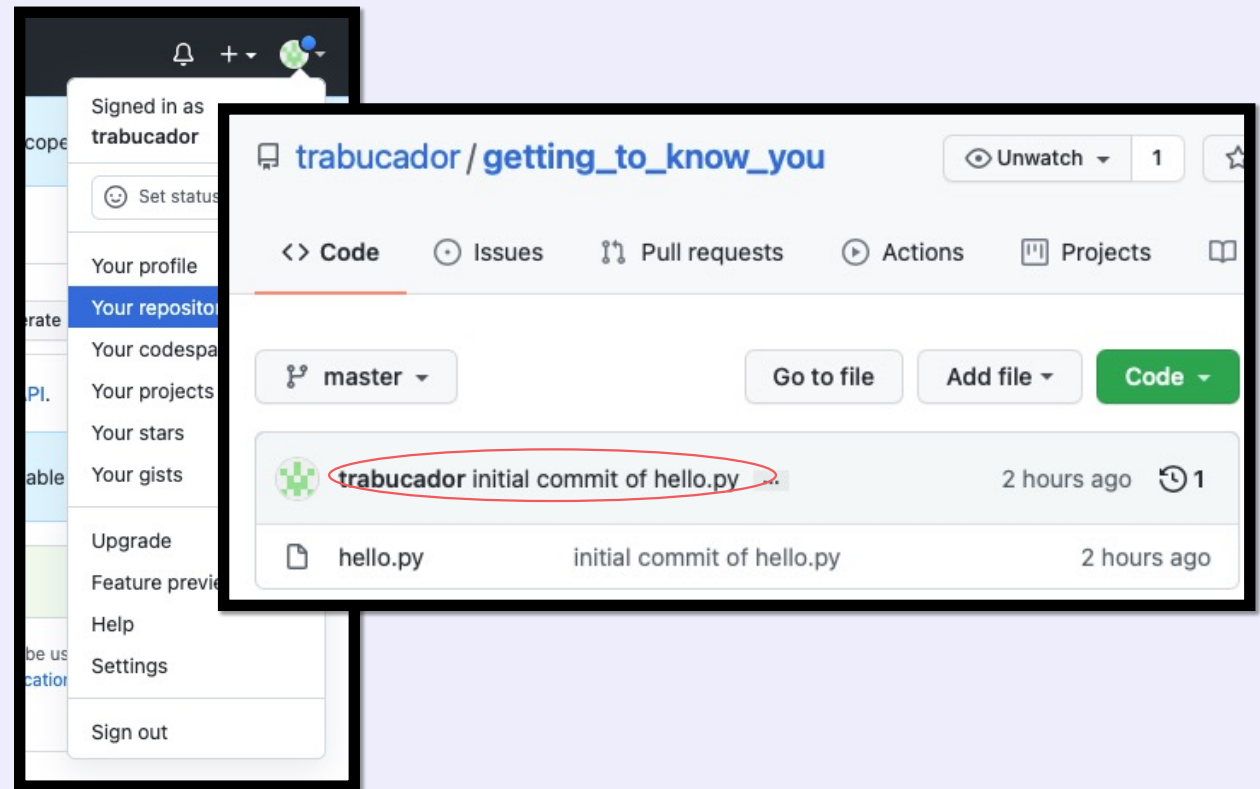 Signed in as
trabucador
cope
Set status
Your profile
Your reposito
erate
Your codespa
API.
Your projects
Your stars
able
Your gists
Upgrade
Feature previe
Help
be us
Settings
cation
Sign out
trabucador / getting_to_know_you
Unwatch 1
<> Code Issues Pull requests Actions Projects
master Go to file Add file Code
trabucador initial commit of hello.py ... 2 hours ago 1
hello.py initial commit of hello.py 2 hours ago